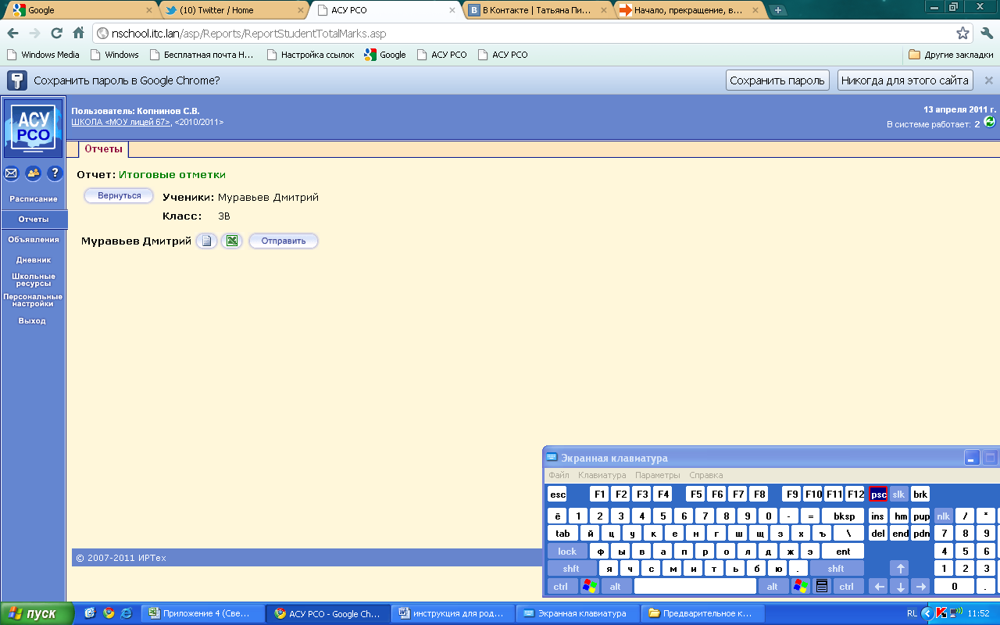 Google
(10) Twitter / Home
АСУ РСО
В Контакте | Татьяна Пи...
Начало, прекращение, в...
nschool.itc.lan/asp/Reports/ReportStudentTotalMarks.asp
Windows Media
Windows
Бесплатная почта H...
Настройка ссылок
Google
АСУ РСО
АСУ РСО
Другие закладки
Сохранить пароль в Google Chrome?
Сохранить пароль
Никогда для этого сайта
АСУ РСО
Пользователь: Копнинов С.В.
ШКОЛА <МОУ лицей 67>, <2010/2011>
13 апреля 2011 г.
В системе работает: 2
Отчеты
Расписание
Отчеты
Объявления
Дневник
Школьные ресурсы
Персональные настройки
Выход
Отчет: Итоговые отметки
Вернуться
Ученики: Муравьев Дмитрий
Класс: 3В
Муравьев Дмитрий
Отправить
© 2007-2011 ИРТех
Экранная клавиатура
Файл Клавиатура Параметры Справка
esc F1 F2 F3 F4 F5 F6 F7 F8 F9 F10 F11 F12 psc slk brk
ё 1 2 3 4 5 6 7 8 9 0 - = bksp ins hm pup nlk / *
tab й ц у к е н г ш щ з х ъ \ del end pdn 7 8 9
lock ф ы в а п р о л д ж э ent 4 5 6
shft я ч с м и т ь б ю . shft 1 2 3
ctrl alt alt ctrl 0 .
пуск
Приложение 4 (Све...
АСУ РСО - Google Ch...
инструкция для род...
Экранная клавиатура
Предварительное к...
RL
11:52